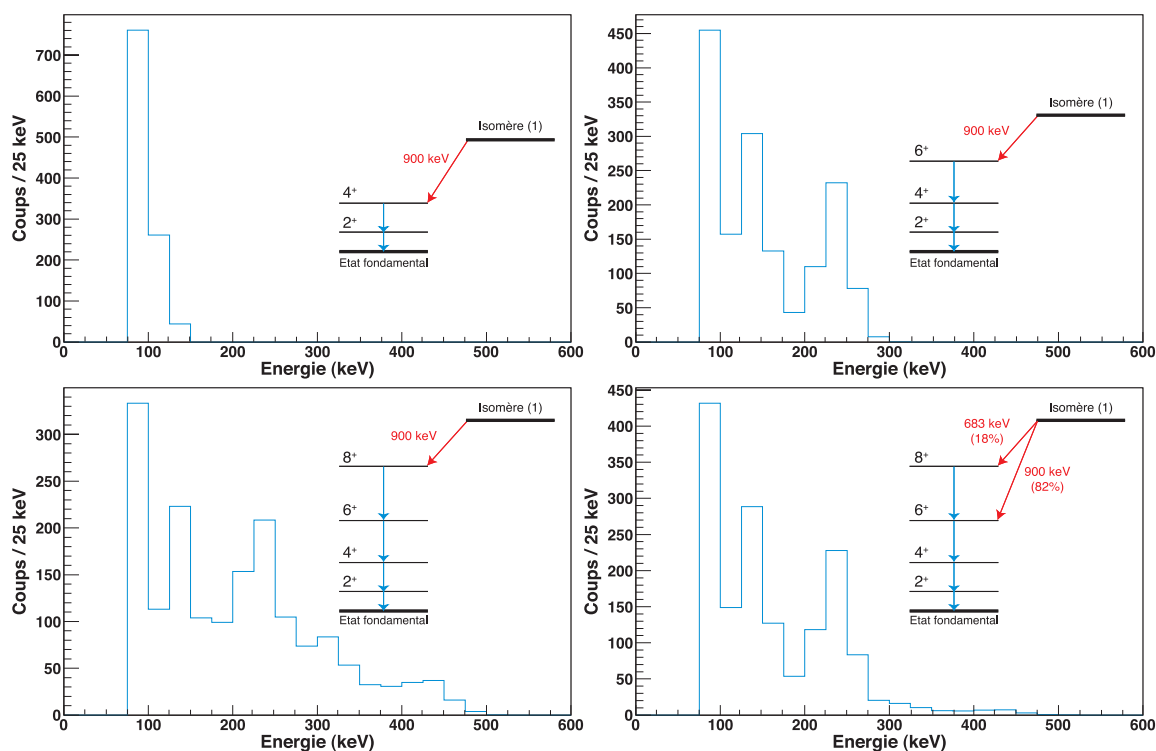 Coups / 25 keV
700
600
500
400
300
200
100
0
0 100 200 300 400 500 600
Energie (keV)
Isomère (1)
900 keV
4⁺
2⁺
Etat fondamental
Coups / 25 keV
450
400
350
300
250
200
150
100
50
0
0 100 200 300 400 500 600
Energie (keV)
Isomère (1)
900 keV
6⁺
4⁺
2⁺
Etat fondamental
Coups / 25 keV
300
250
200
150
100
50
0
0 100 200 300 400 500 600
Energie (keV)
Isomère (1)
900 keV
8⁺
6⁺
4⁺
2⁺
Etat fondamental
Coups / 25 keV
450
400
350
300
250
200
150
100
50
0
0 100 200 300 400 500 600
Energie (keV)
Isomère (1)
683 keV
(18%)
900 keV
(82%)
8⁺
6⁺
4⁺
2⁺
Etat fondamental